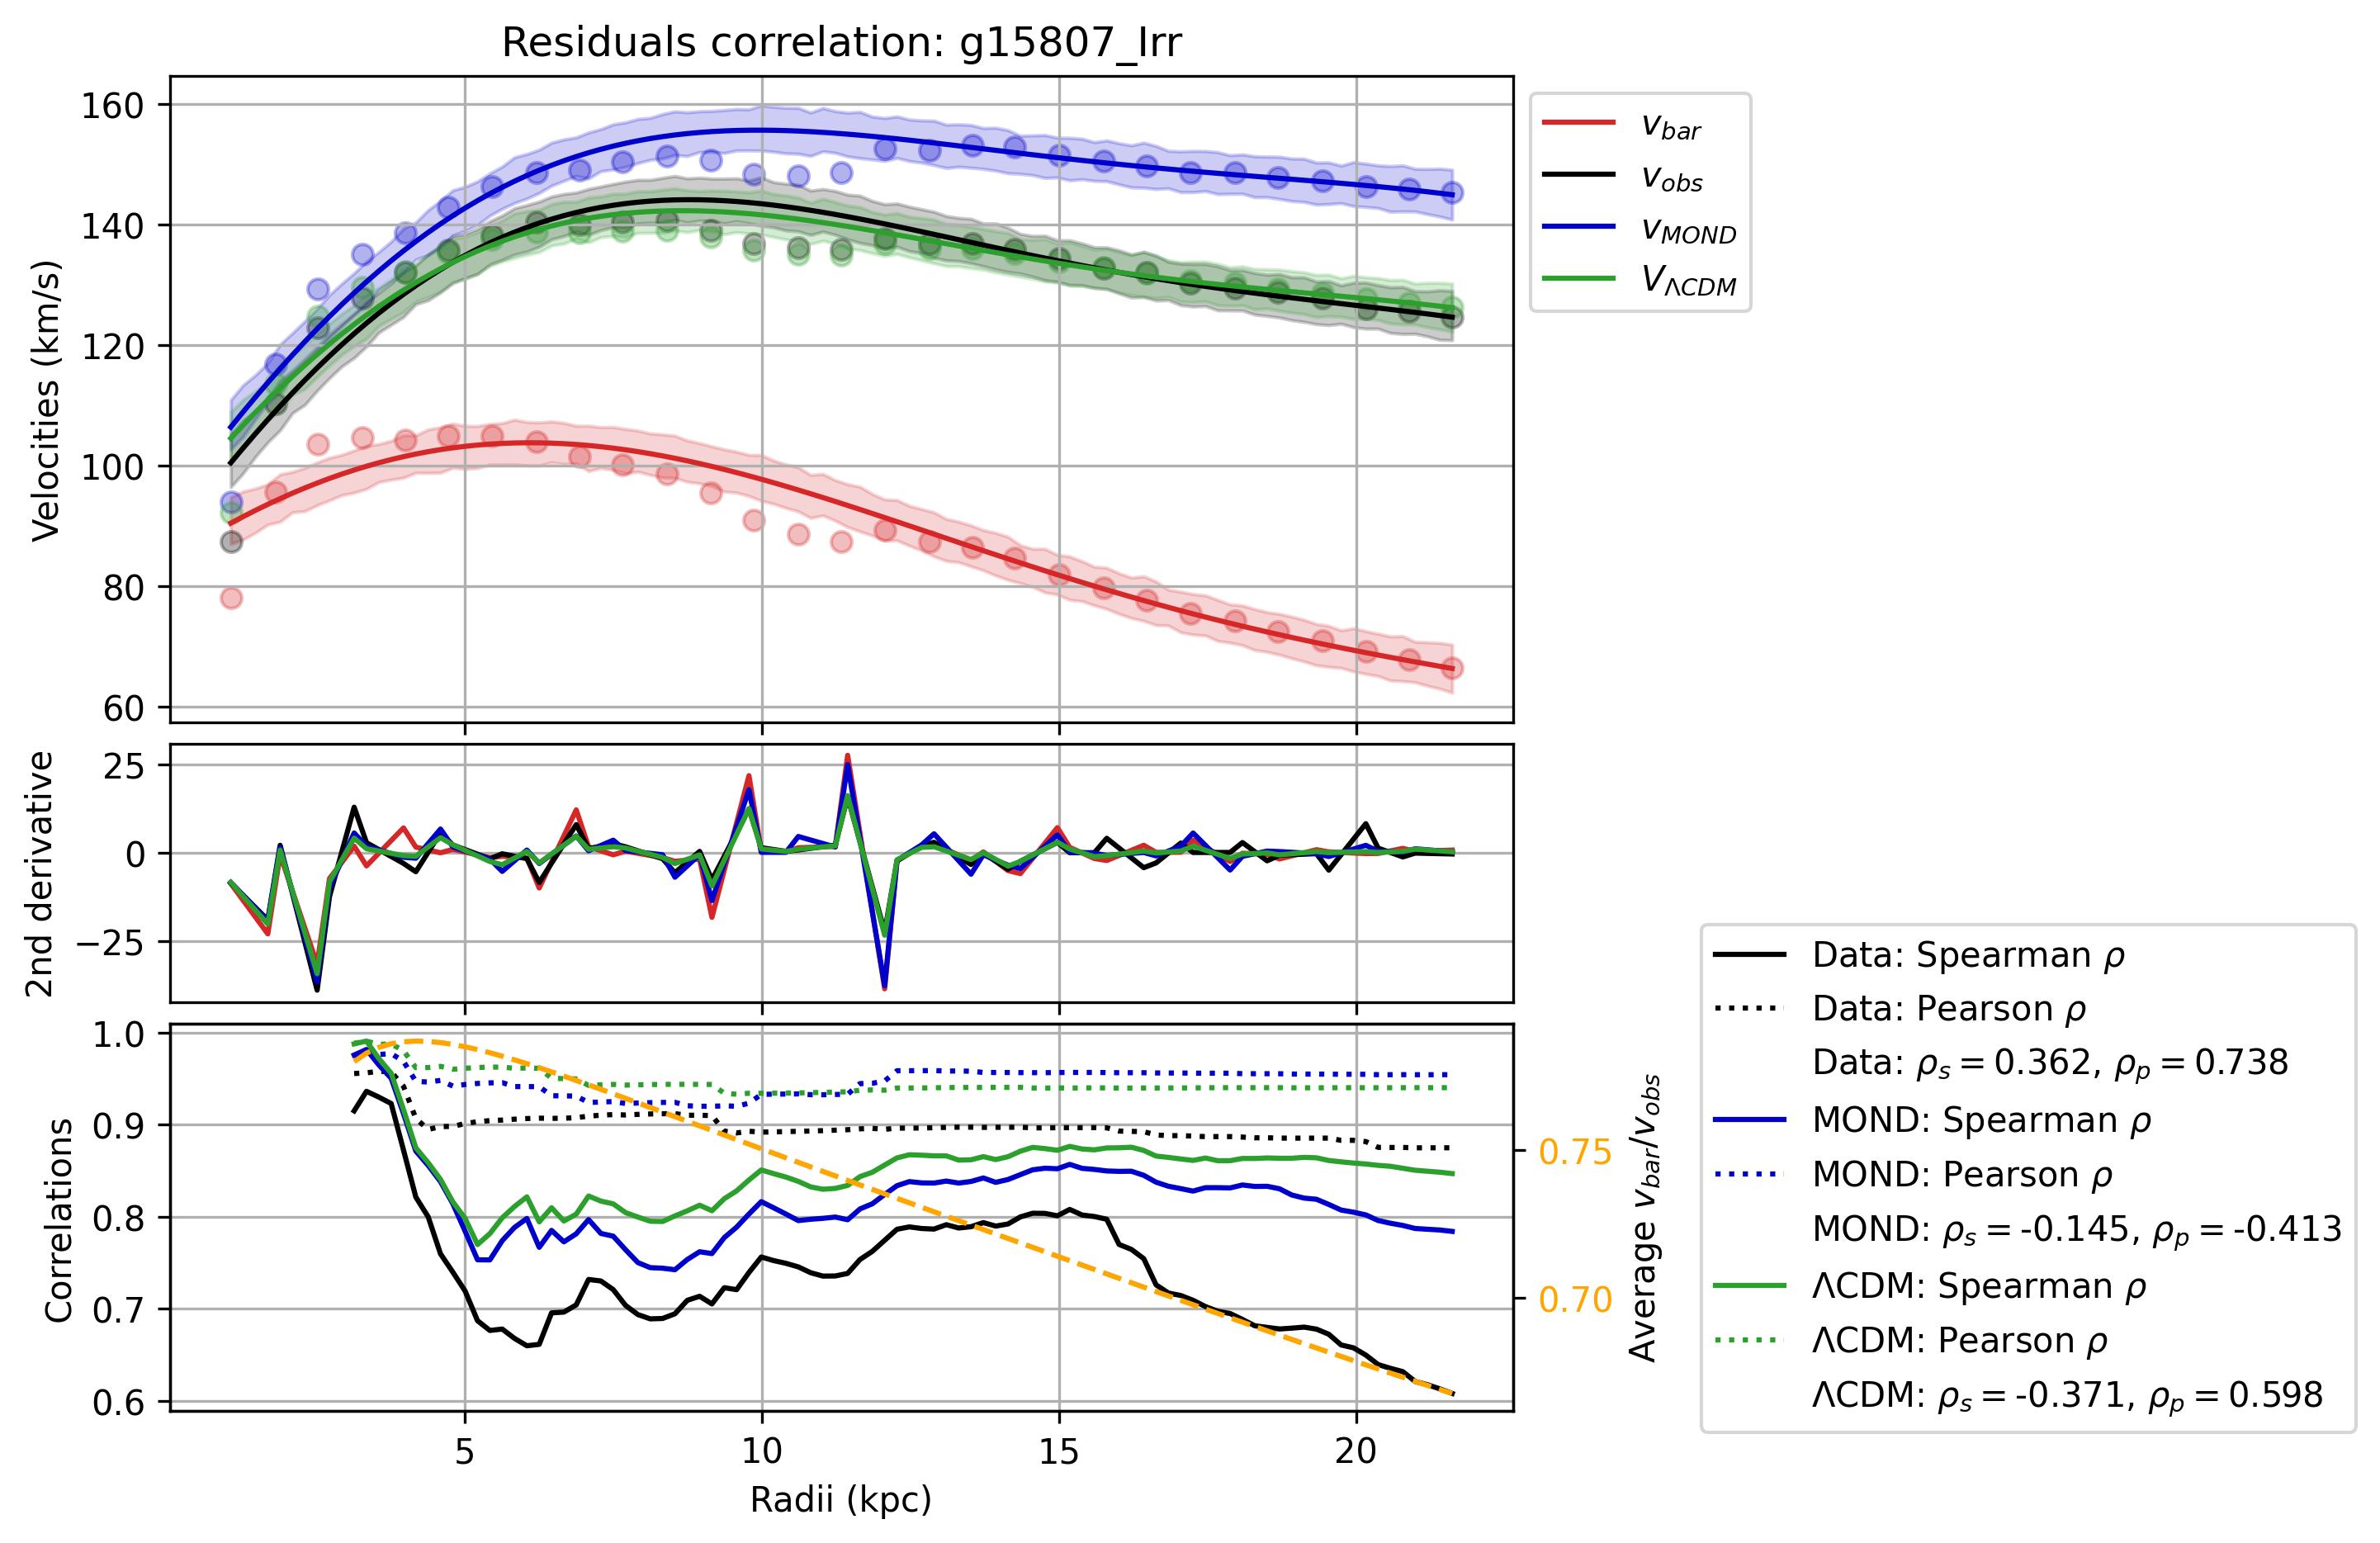 Residuals correlation: g15807_Irr
Velocities (km/s)
160
140
120
100
80
60
v_bar
v_obs
v_MOND
V_ΛCDM
2nd derivative
25
0
−25
Correlations
1.0
0.9
0.8
0.7
0.6
0.75
0.70
Average v_bar/v_obs
5
10
15
20
Radii (kpc)
Data: Spearman ρ
Data: Pearson ρ
Data: ρ_s = 0.362, ρ_p = 0.738
MOND: Spearman ρ
MOND: Pearson ρ
MOND: ρ_s = -0.145, ρ_p = -0.413
ΛCDM: Spearman ρ
ΛCDM: Pearson ρ
ΛCDM: ρ_s = -0.371, ρ_p = 0.598